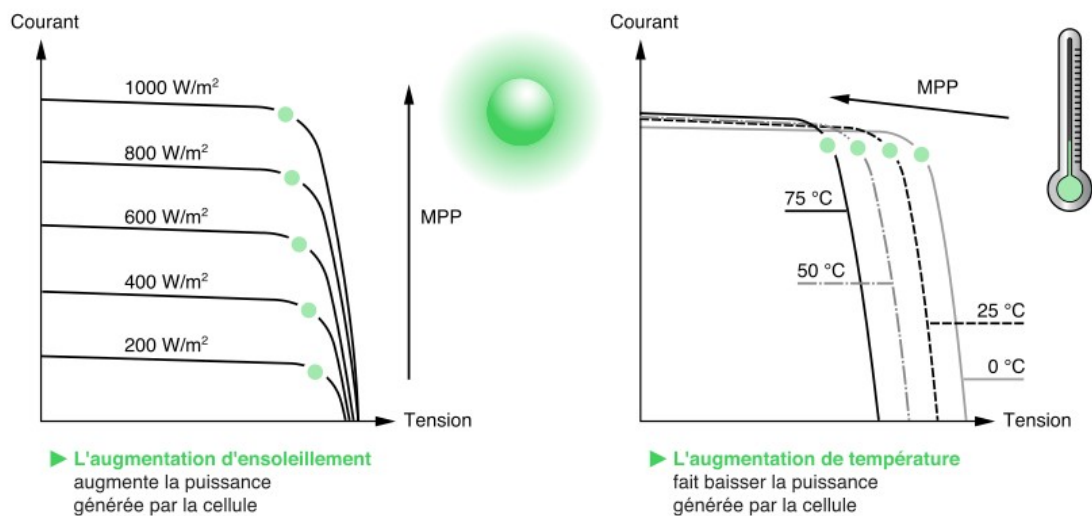 Courant
1000 W/m²
800 W/m²
600 W/m²
400 W/m²
200 W/m²
MPP
Tension
▶ L'augmentation d'ensoleillement
augmente la puissance
générée par la cellule
Courant
MPP
75 °C
50 °C
25 °C
0 °C
Tension
▶ L'augmentation de température
fait baisser la puissance
générée par la cellule